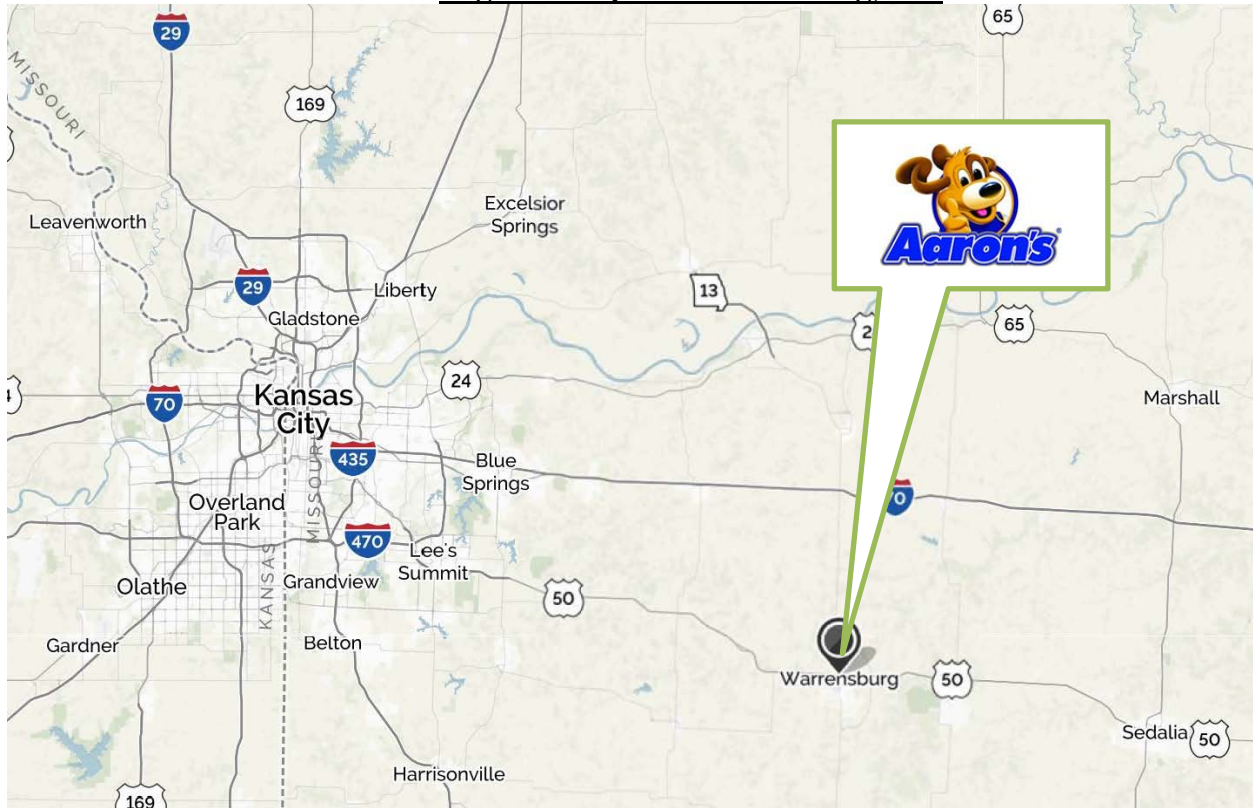 65
29
MISSOURI
169
Leavenworth
Excelsior
Springs
Aaron's
29
Liberty
13
Gladstone
65
2
24
Kansas
City
70
Marshall
435
Blue
Springs
70
Overland
Park
MISSOURI
470
Lee's
Summit
Olathe
KANSAS
Grandview
50
Gardner
Belton
Warrensburg
50
Sedalia
50
Harrisonville
169